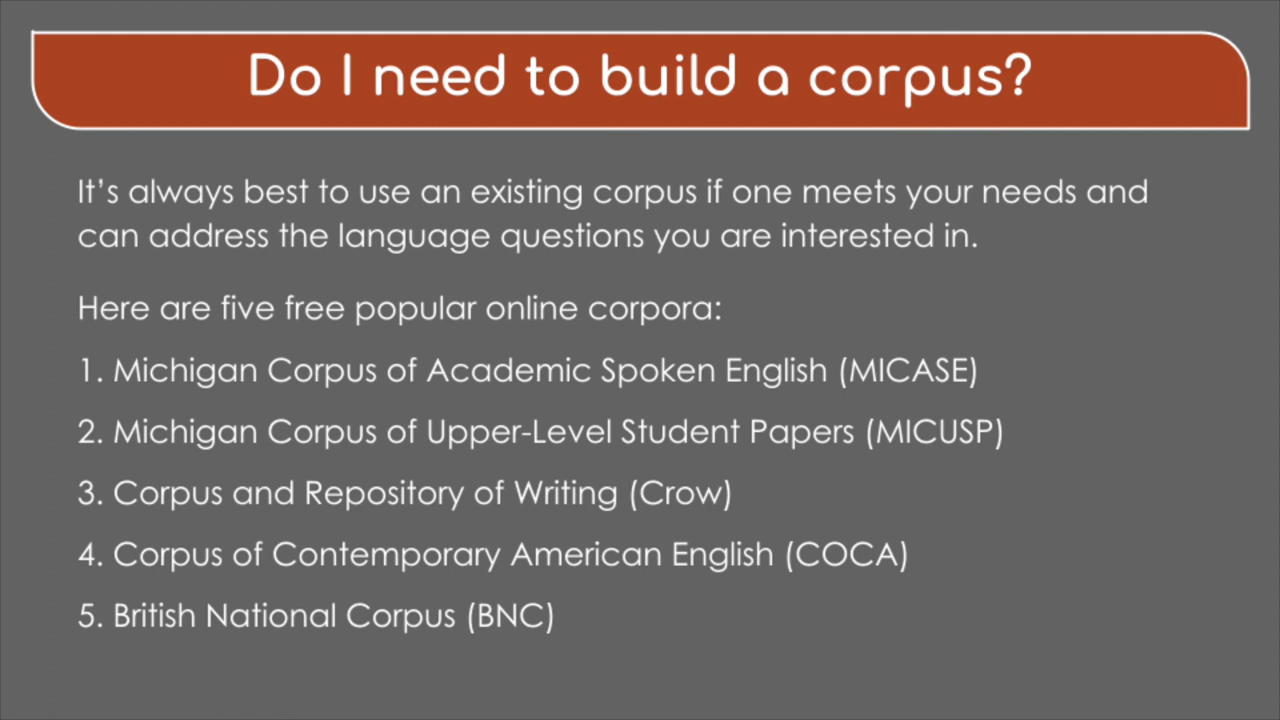 Do I need to build a corpus?
It’s always best to use an existing corpus if one meets your needs and
can address the language questions you are interested in.
Here are five free popular online corpora:
1. Michigan Corpus of Academic Spoken English (MICASE)
2. Michigan Corpus of Upper-Level Student Papers (MICUSP)
3. Corpus and Repository of Writing (Crow)
4. Corpus of Contemporary American English (COCA)
5. British National Corpus (BNC)